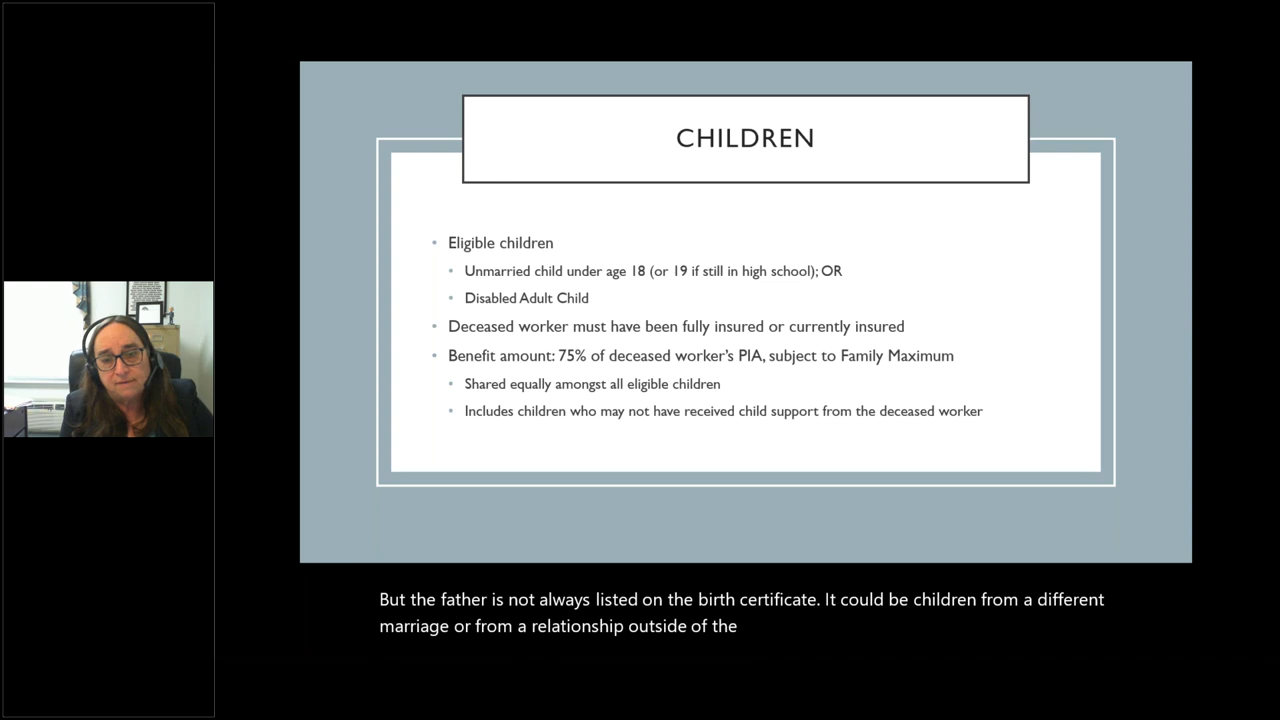 CHILDREN
• Eligible children
• Unmarried child under age 18 (or 19 if still in high school); OR
• Disabled Adult Child
• Deceased worker must have been fully insured or currently insured
• Benefit amount: 75% of deceased worker’s PIA, subject to Family Maximum
• Shared equally amongst all eligible children
• Includes children who may not have received child support from the deceased worker
But the father is not always listed on the birth certificate. It could be children from a different
marriage or from a relationship outside of the